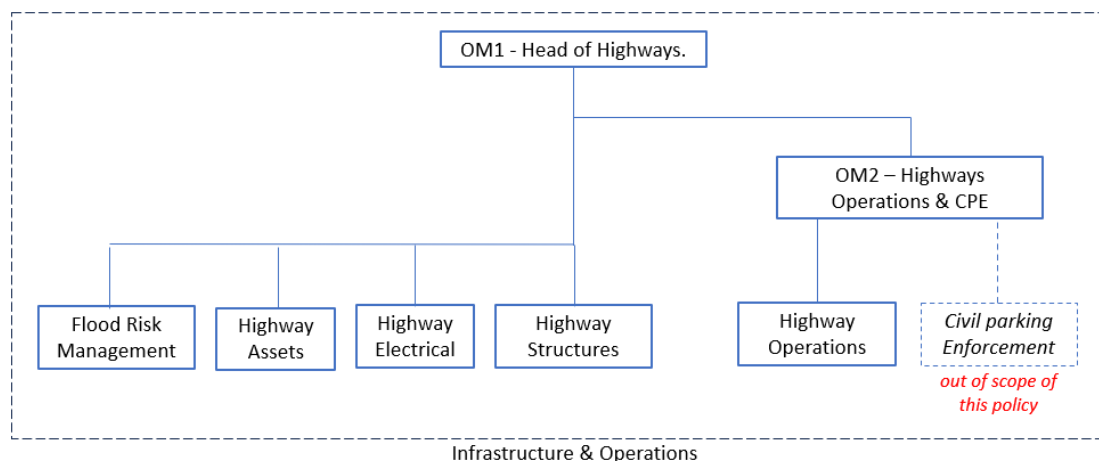 OM1 - Head of Highways.
OM2 – Highways
Operations & CPE
Flood Risk
Management
Highway
Assets
Highway
Electrical
Highway
Structures
Highway
Operations
Civil parking
Enforcement
out of scope of
this policy
Infrastructure & Operations